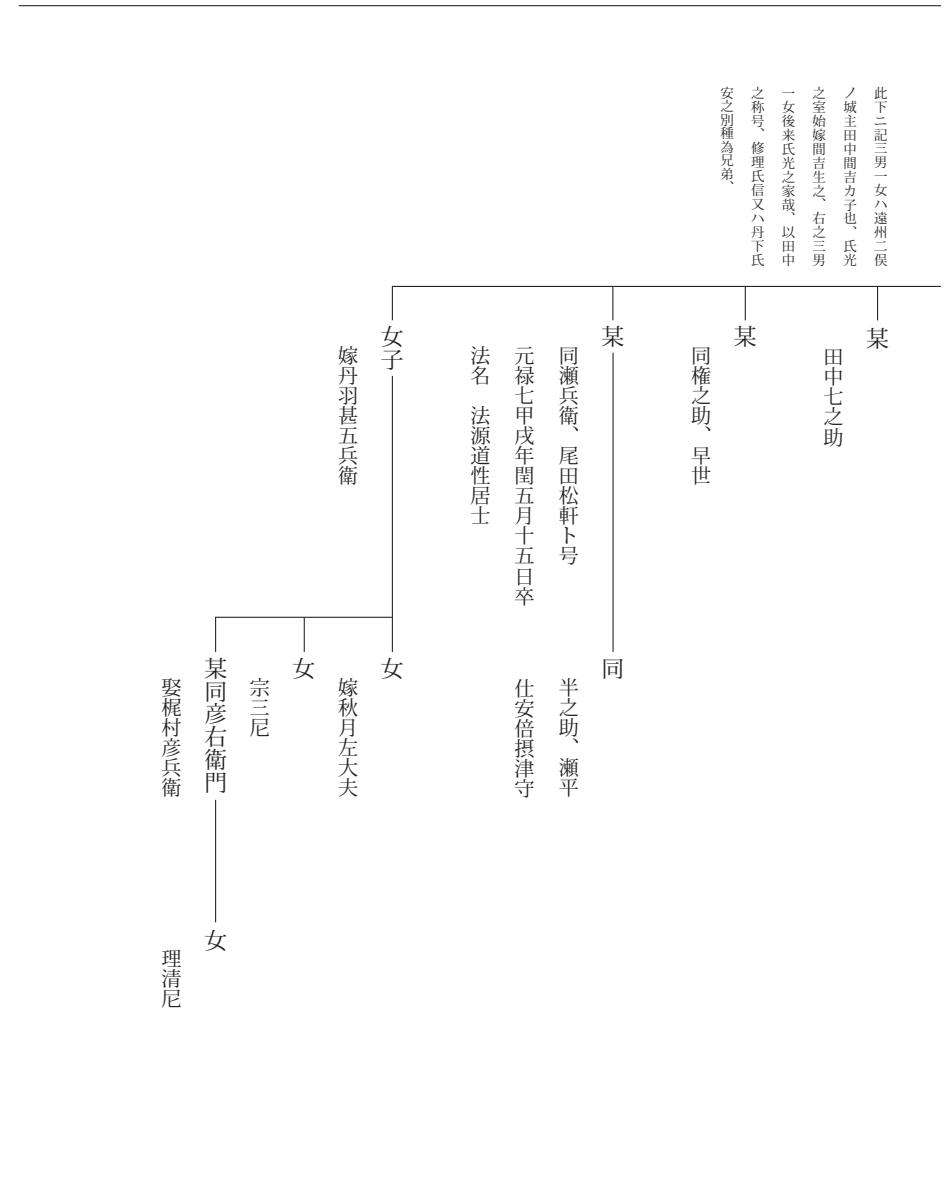 此下ニ記三男一女ハ遠州二俣
ノ城主田中間吉カ子也、氏光
之室始嫁間吉生之、右之三男
一女後来氏光之家哉、以田中
之称号、修理氏信又ハ丹下氏
安之別種為兄弟、
某
田中七之助
某
同権之助、早世
某
同瀬兵衛、尾田松軒ト号
元禄七甲戌年閏五月十五日卒
法名　法源道性居士
同
半之助、瀬平
仕安倍摂津守
女子
嫁丹羽甚五兵衛
女
嫁秋月左大夫
女
宗三尼
某同彦右衛門
娶梶村彦兵衛
女
理清尼